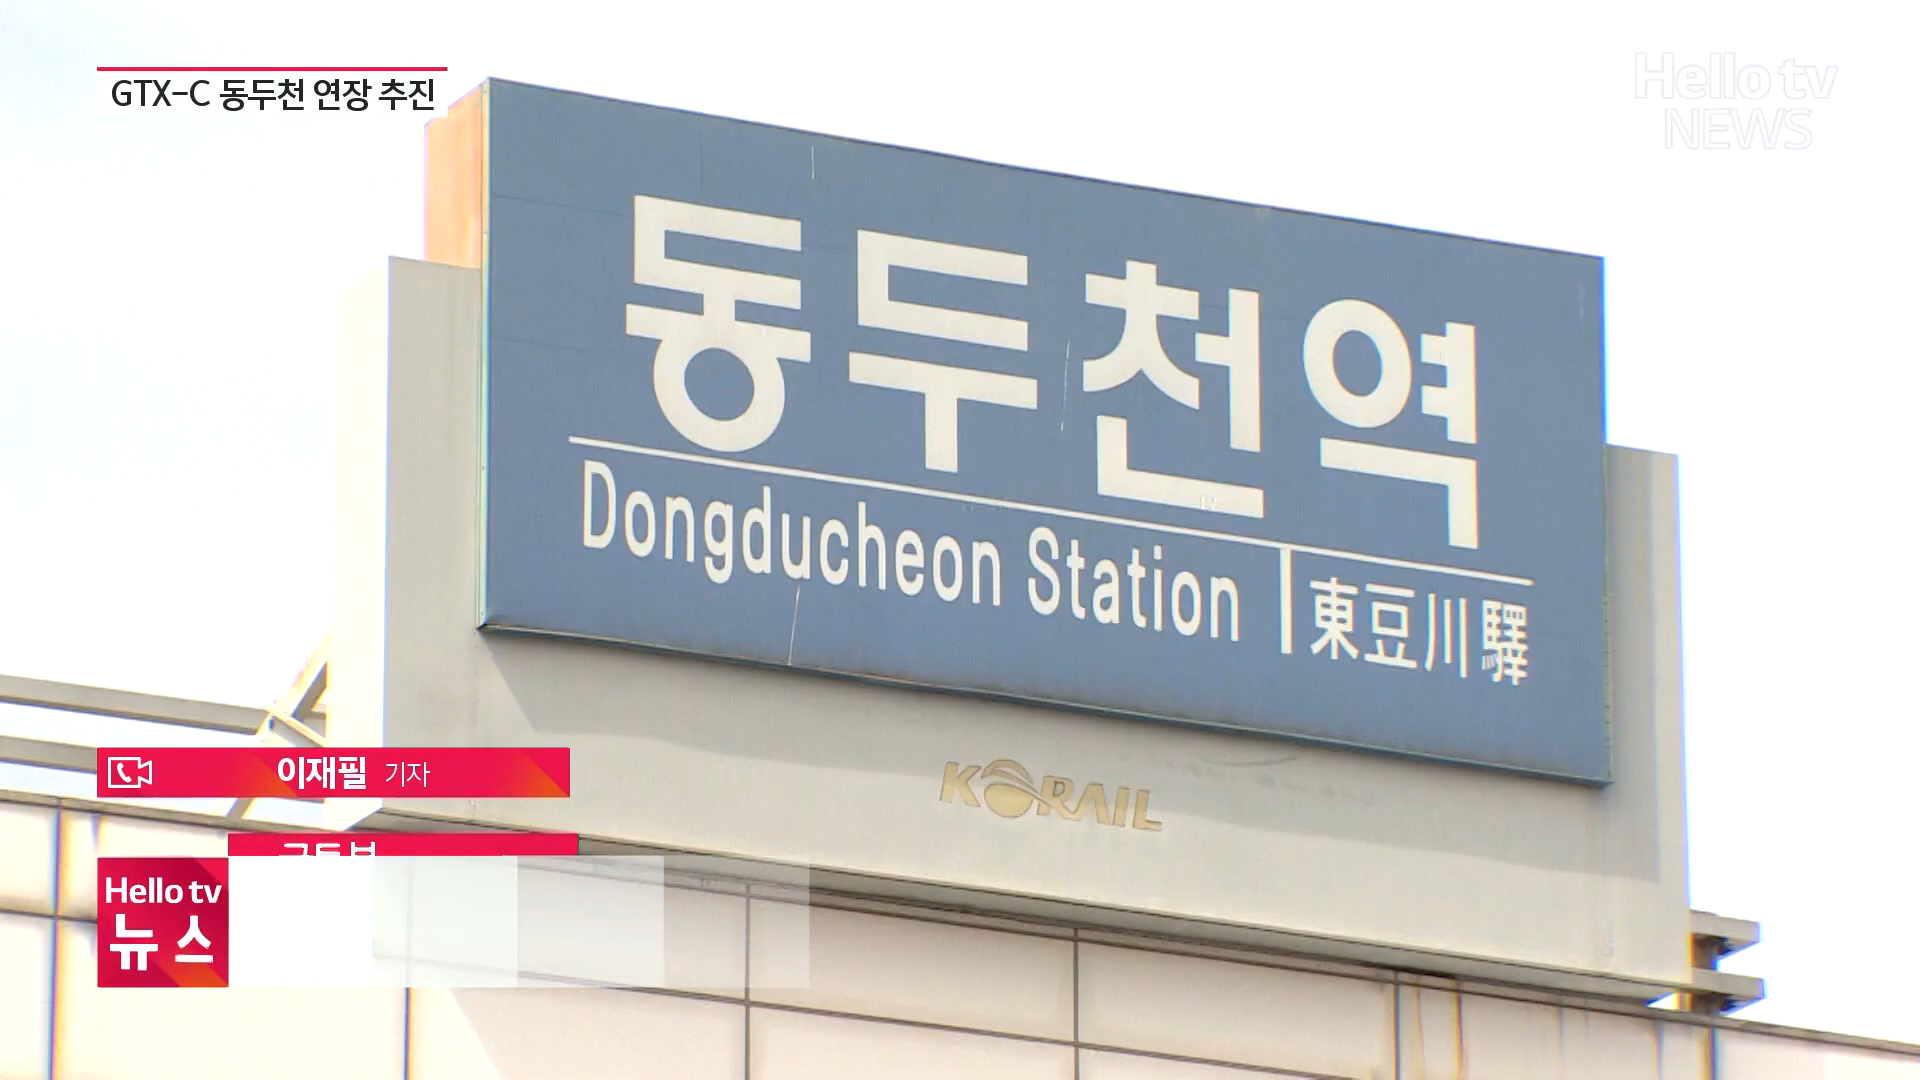 GTX-C 동두천 연장 추진
Hello tv
NEWS
동두천역
Dongducheon Station
東豆川驛
KORAIL
이재필 기자
Hello tv
뉴스